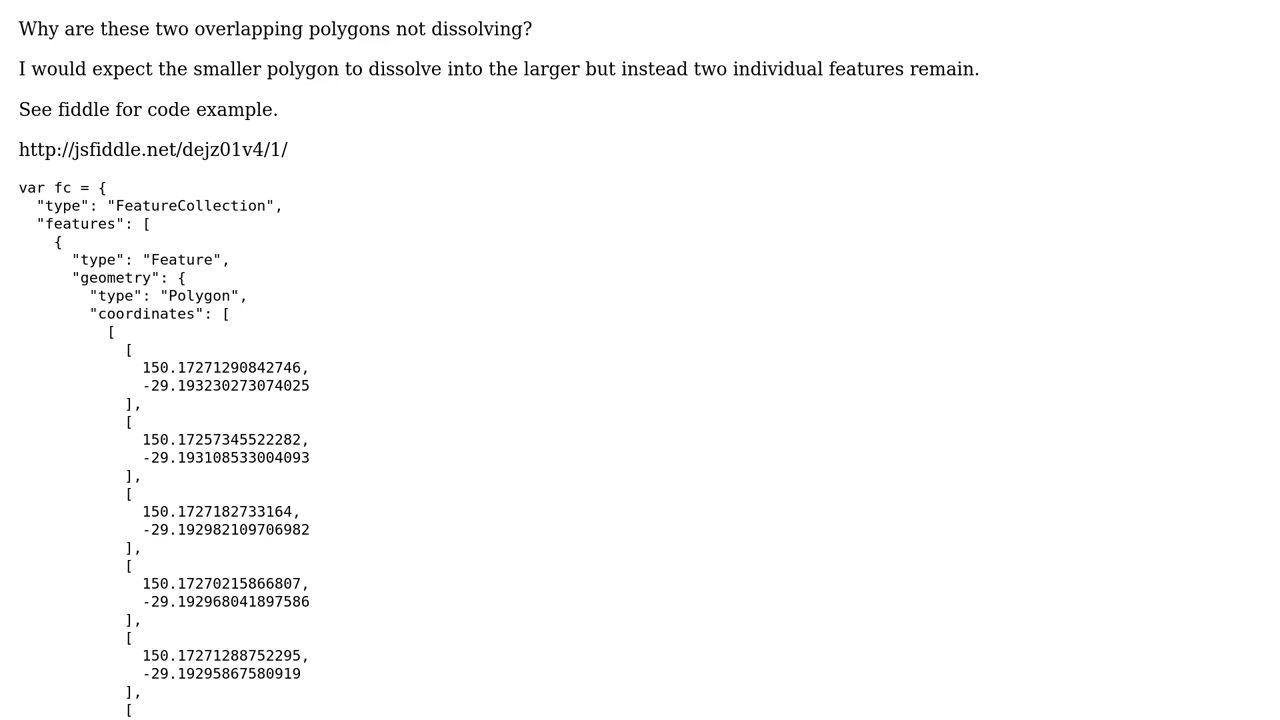 Why are these two overlapping polygons not dissolving?
I would expect the smaller polygon to dissolve into the larger but instead two individual features remain.
See fiddle for code example.
http://jsfiddle.net/dejz01v4/1/
var fc = {
  "type": "FeatureCollection",
  "features": [
    {
      "type": "Feature",
      "geometry": {
        "type": "Polygon",
        "coordinates": [
          [
            [
              150.17271290842746,
              -29.193230273074025
            ],
            [
              150.17257345522282,
              -29.193108533004093
            ],
            [
              150.1727182733164,
              -29.192982109706982
            ],
            [
              150.17270215866807,
              -29.192968041897586
            ],
            [
              150.17271288752295,
              -29.19295867580919
            ],
            [